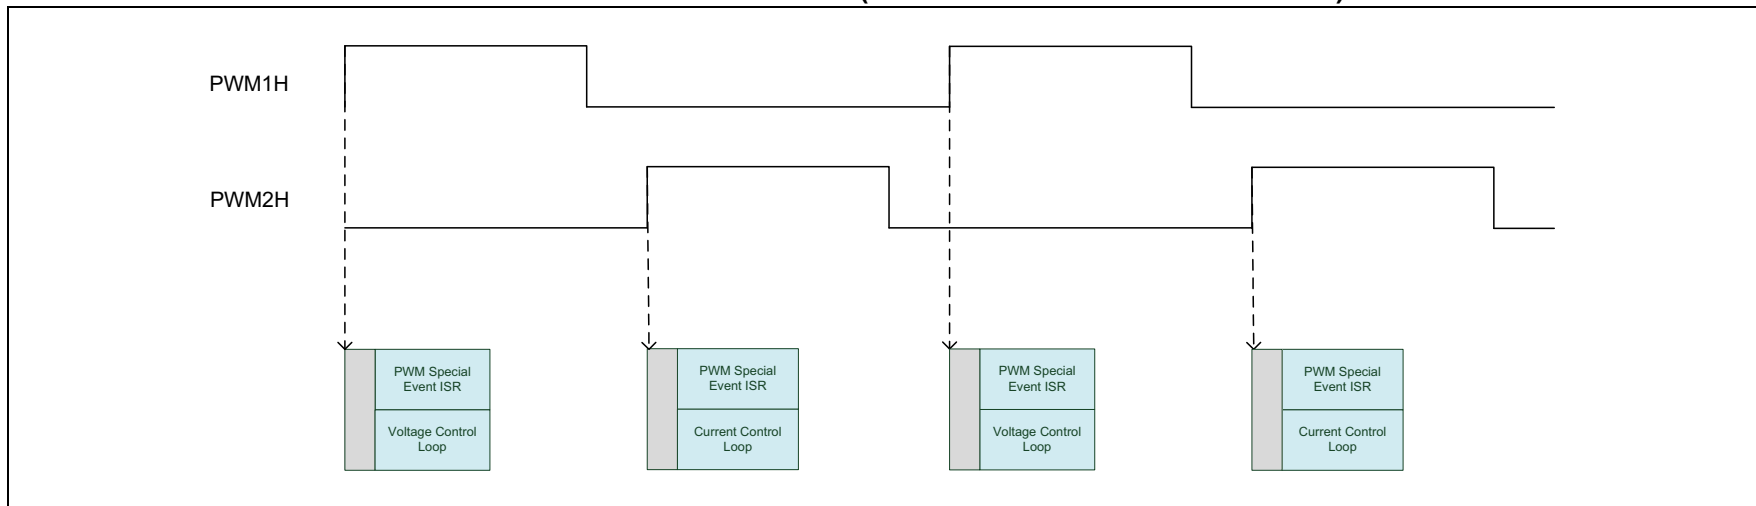 PWM1H
PWM2H
PWM Special
Event ISR
Voltage Control
Loop
PWM Special
Event ISR
Current Control
Loop
PWM Special
Event ISR
Voltage Control
Loop
PWM Special
Event ISR
Current Control
Loop